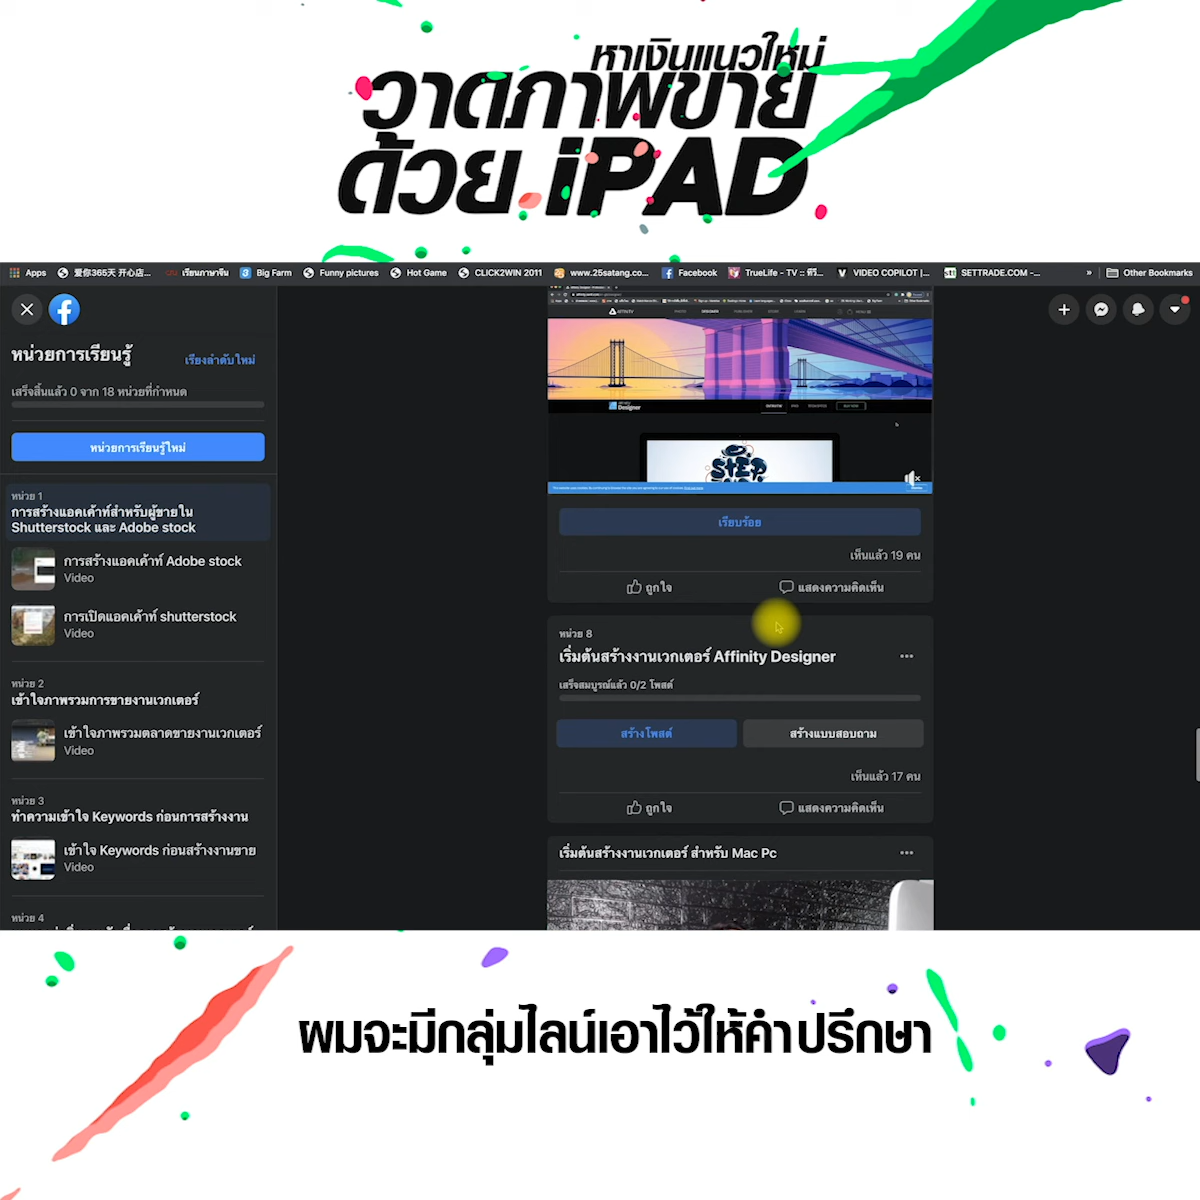 หาเงินแนวใหม่
วาดภาพขาย
ด้วย iPAD
Apps
爱你365天 开心店...
เรียนภาษาจีน
Big Farm
Funny pictures
Hot Game
CLICK2WIN 2011
www.25satang.co...
Facebook
TrueLife - TV :: ทีวี...
VIDEO COPILOT |...
SETTRADE.COM -...
»
Other Bookmarks
หน่วยการเรียนรู้
เรียงลำดับใหม่
เสร็จสิ้นแล้ว 0 จาก 18 หน่วยที่กำหนด
หน่วยการเรียนรู้ใหม่
หน่วย 1
การสร้างแอคเค้าท์สำหรับผู้ขายใน
Shutterstock และ Adobe stock
การสร้างแอคเค้าท์ Adobe stock
Video
การเปิดแอคเค้าท์ shutterstock
Video
หน่วย 2
เข้าใจภาพรวมการขายงานเวกเตอร์
เข้าใจภาพรวมตลาดขายงานเวกเตอร์
Video
หน่วย 3
ทำความเข้าใจ Keywords ก่อนการสร้างงาน
เข้าใจ Keywords ก่อนสร้างงานขาย
Video
หน่วย 4
AFFINITY
Designer
STEP
เรียบร้อย
เห็นแล้ว 19 คน
ถูกใจ
แสดงความคิดเห็น
หน่วย 8
เริ่มต้นสร้างงานเวกเตอร์ Affinity Designer
เสร็จสมบูรณ์แล้ว 0/2 โพสต์
สร้างโพสต์
สร้างแบบสอบถาม
เห็นแล้ว 17 คน
ถูกใจ
แสดงความคิดเห็น
เริ่มต้นสร้างงานเวกเตอร์ สำหรับ Mac Pc
ผมจะมีกลุ่มไลน์เอาไว้ให้คำปรึกษา